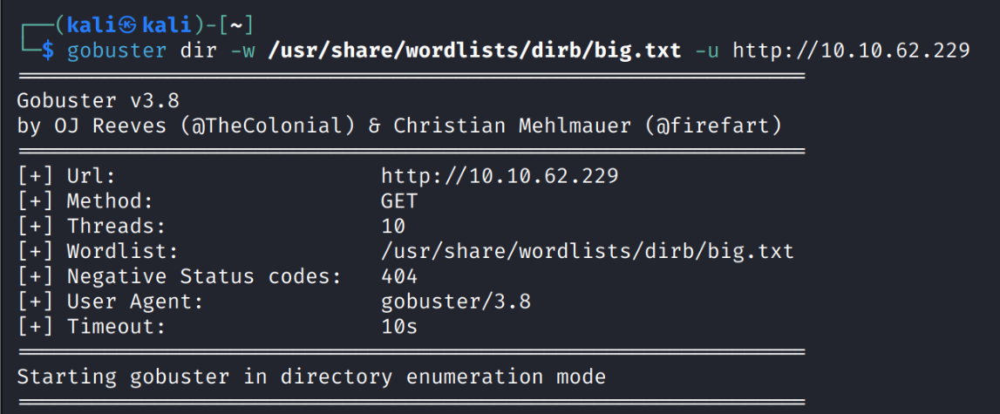 ┌──(kali㉿kali)-[~]
└─$ gobuster dir -w /usr/share/wordlists/dirb/big.txt -u http://10.10.62.229
===============================================================
Gobuster v3.8
by OJ Reeves (@TheColonial) & Christian Mehlmauer (@firefart)
===============================================================
[+] Url:                     http://10.10.62.229
[+] Method:                  GET
[+] Threads:                 10
[+] Wordlist:                /usr/share/wordlists/dirb/big.txt
[+] Negative Status codes:   404
[+] User Agent:              gobuster/3.8
[+] Timeout:                 10s
===============================================================
Starting gobuster in directory enumeration mode
===============================================================